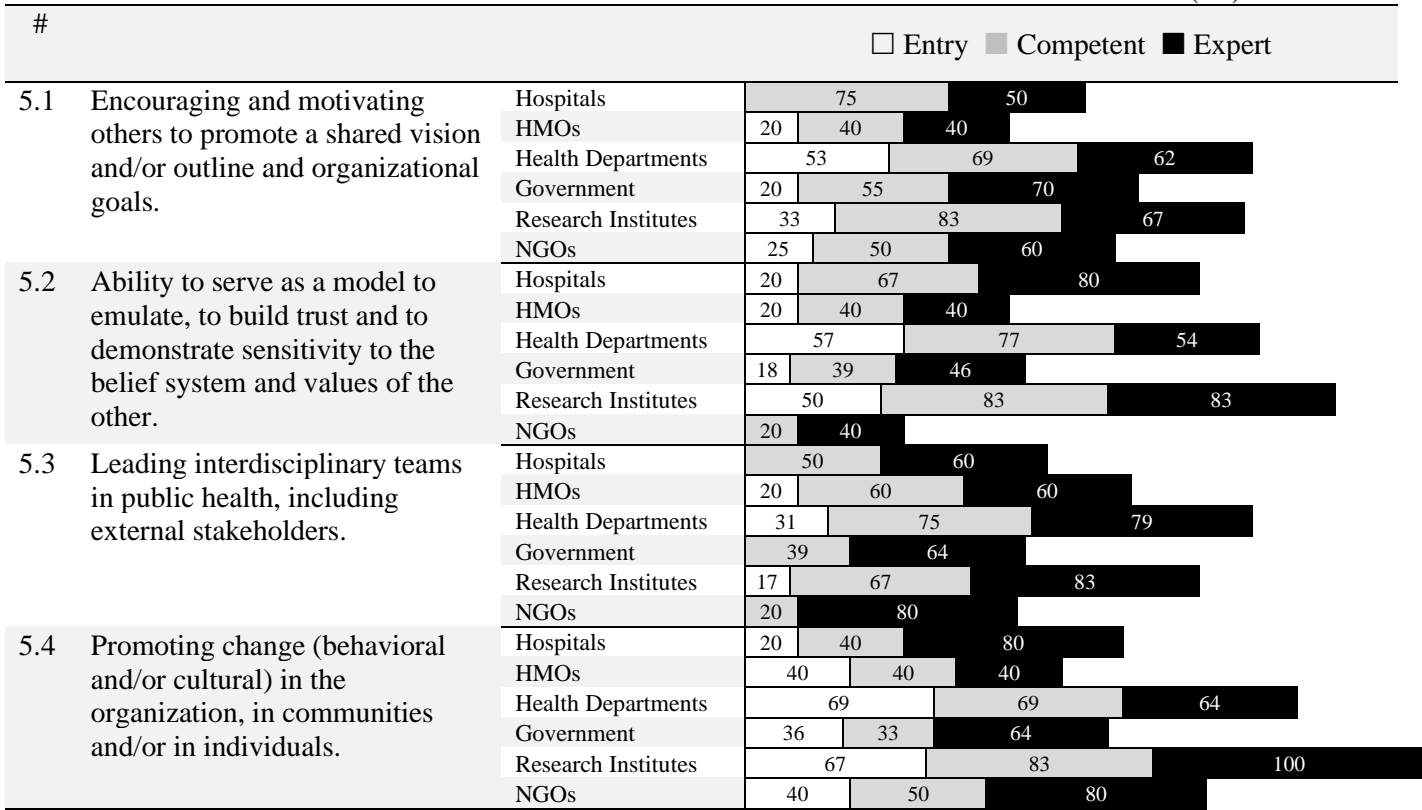 #
□ Entry ■ Competent ■ Expert
5.1 Encouraging and motivating others to promote a shared vision and/or outline and organizational goals.
Hospitals 75 50
HMOs 20 40 40
Health Departments 53 69 62
Government 20 55 70
Research Institutes 33 83 67
NGOs 25 50 60
5.2 Ability to serve as a model to emulate, to build trust and to demonstrate sensitivity to the belief system and values of the other.
Hospitals 20 67 80
HMOs 20 40 40
Health Departments 57 77 54
Government 18 39 46
Research Institutes 50 83 83
NGOs 20 40
5.3 Leading interdisciplinary teams in public health, including external stakeholders.
Hospitals 50 60
HMOs 20 60 60
Health Departments 31 75 79
Government 39 64
Research Institutes 17 67 83
NGOs 20 80
5.4 Promoting change (behavioral and/or cultural) in the organization, in communities and/or in individuals.
Hospitals 20 40 80
HMOs 40 40 40
Health Departments 69 69 64
Government 36 33 64
Research Institutes 67 83 100
NGOs 40 50 80